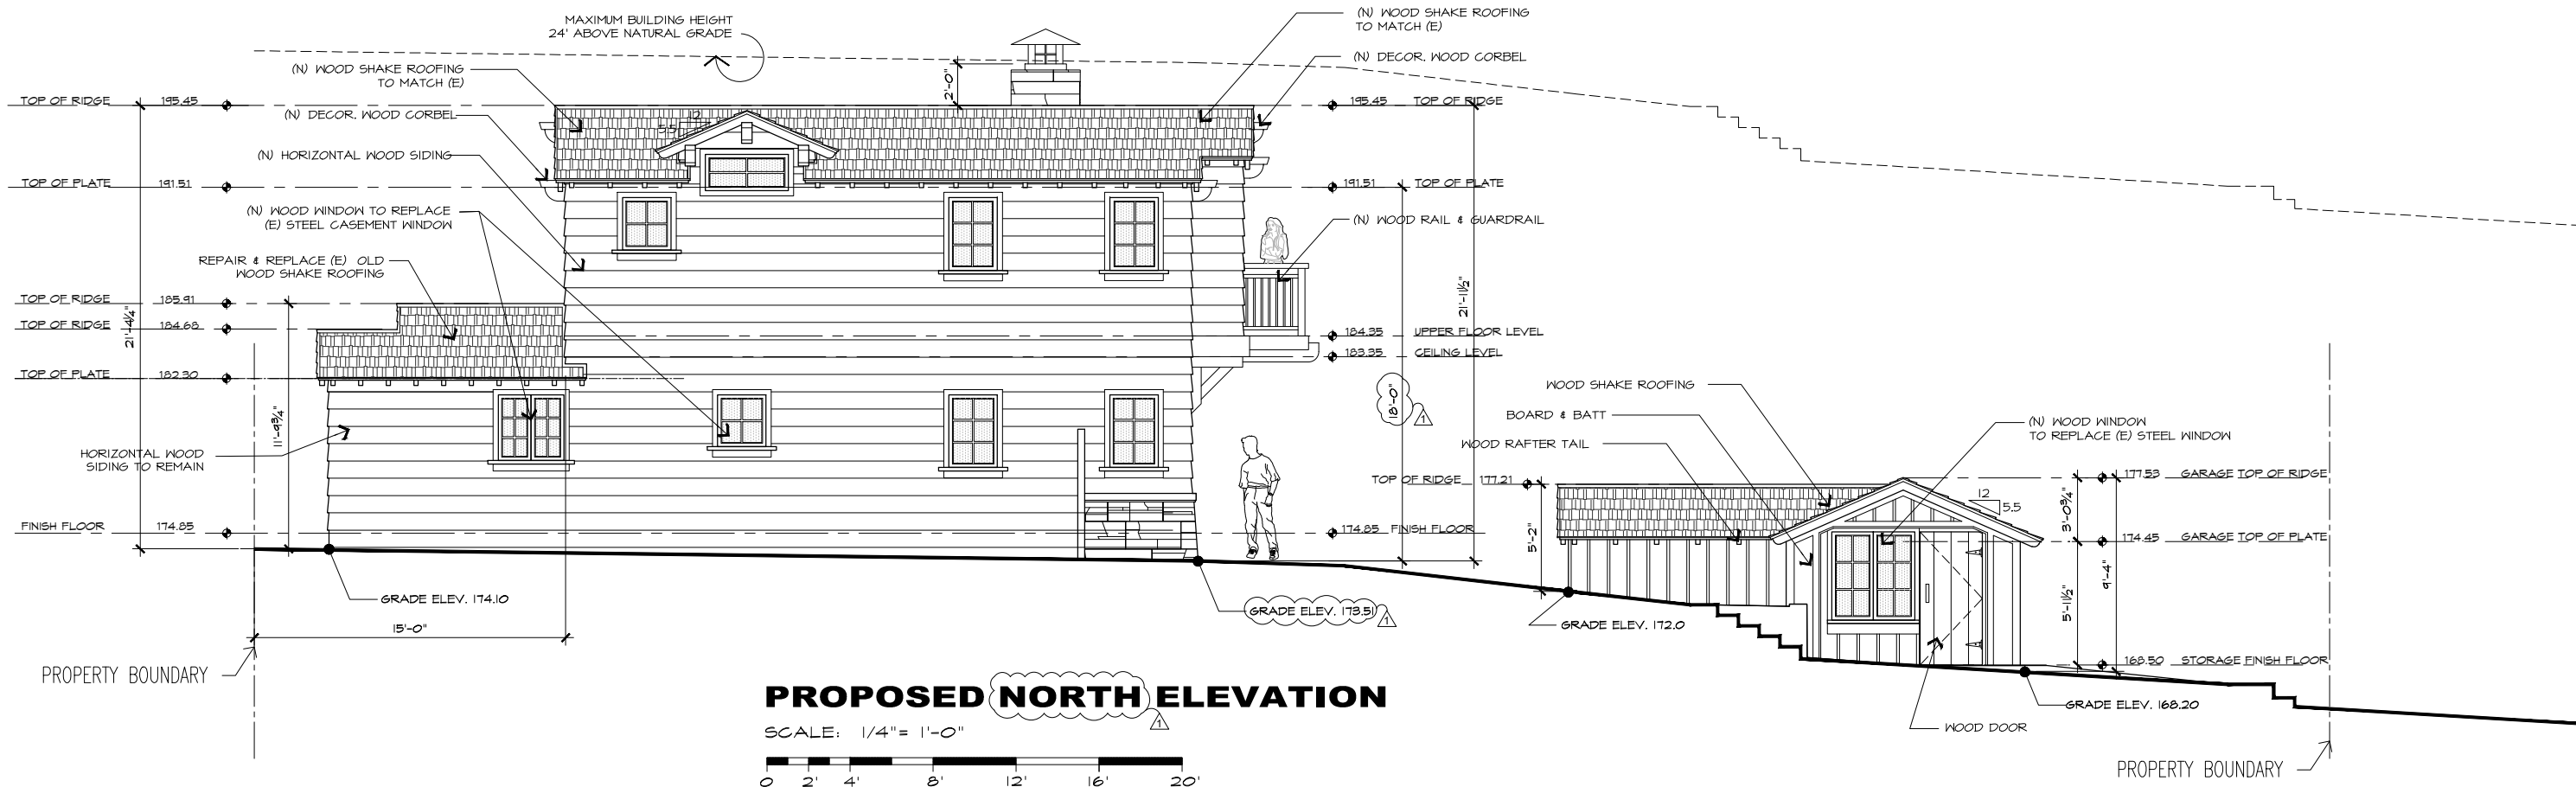 MAXIMUM BUILDING HEIGHT
24' ABOVE NATURAL GRADE
(N) WOOD SHAKE ROOFING
TO MATCH (E)
(N) DECOR. WOOD CORBEL
(N) WOOD SHAKE ROOFING
TO MATCH (E)
2'-0"
TOP OF RIDGE 195.45
195.45 TOP OF RIDGE
(N) DECOR. WOOD CORBEL
12
5.5
(N) HORIZONTAL WOOD SIDING
TOP OF PLATE 191.51
191.51 TOP OF PLATE
(N) WOOD WINDOW TO REPLACE
(E) STEEL CASEMENT WINDOW
(N) WOOD RAIL & GUARDRAIL
REPAIR & REPLACE (E) OLD
WOOD SHAKE ROOFING
TOP OF RIDGE 185.91
21'-4¼"
21'-11½"
TOP OF RIDGE 184.68
184.35 UPPER FLOOR LEVEL
183.35 CEILING LEVEL
TOP OF PLATE 182.30
WOOD SHAKE ROOFING
18'-0"
1
BOARD & BATT
(N) WOOD WINDOW
TO REPLACE (E) STEEL WINDOW
11'-9¾"
WOOD RAFTER TAIL
HORIZONTAL WOOD
SIDING TO REMAIN
TOP OF RIDGE 177.21
177.53 GARAGE TOP OF RIDGE
12
5.5
3'-0¾"
FINISH FLOOR 174.85
174.85 FINISH FLOOR
5'-2"
174.45 GARAGE TOP OF PLATE
9'-4"
5'-11½"
GRADE ELEV. 174.10
GRADE ELEV. 173.51
1
GRADE ELEV. 172.0
15'-0"
168.50 STORAGE FINISH FLOOR
PROPERTY BOUNDARY
PROPOSED NORTH ELEVATION
1
GRADE ELEV. 168.20
WOOD DOOR
SCALE: 1/4"= 1'-0"
PROPERTY BOUNDARY
0 2' 4' 8' 12' 16' 20'